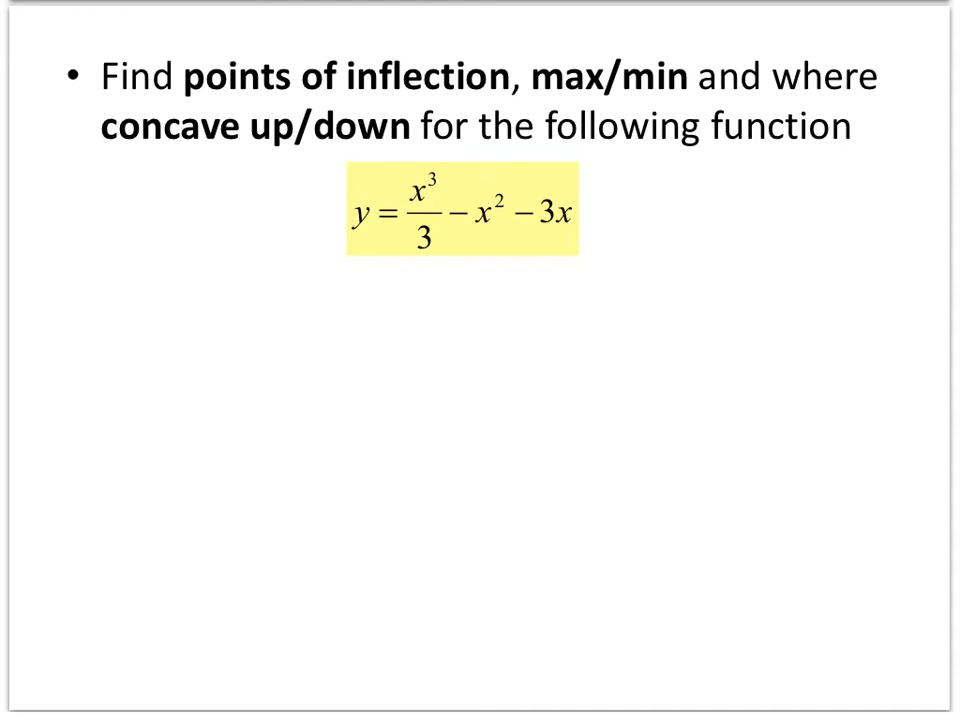 • Find points of inflection, max/min and where
concave up/down for the following function
y = x³/3 − x² − 3x